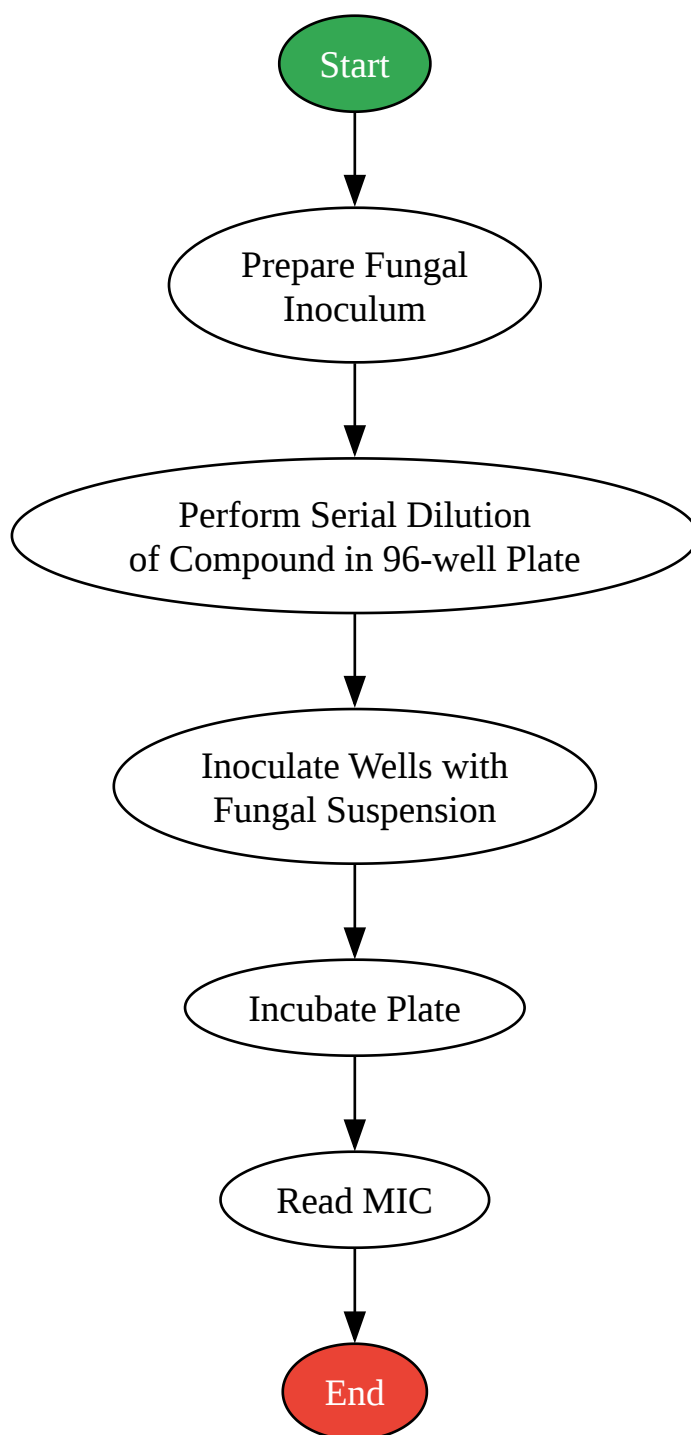 Start
Prepare Fungal
Inoculum
Perform Serial Dilution
of Compound in 96-well Plate
Inoculate Wells with
Fungal Suspension
Incubate Plate
Read MIC
End